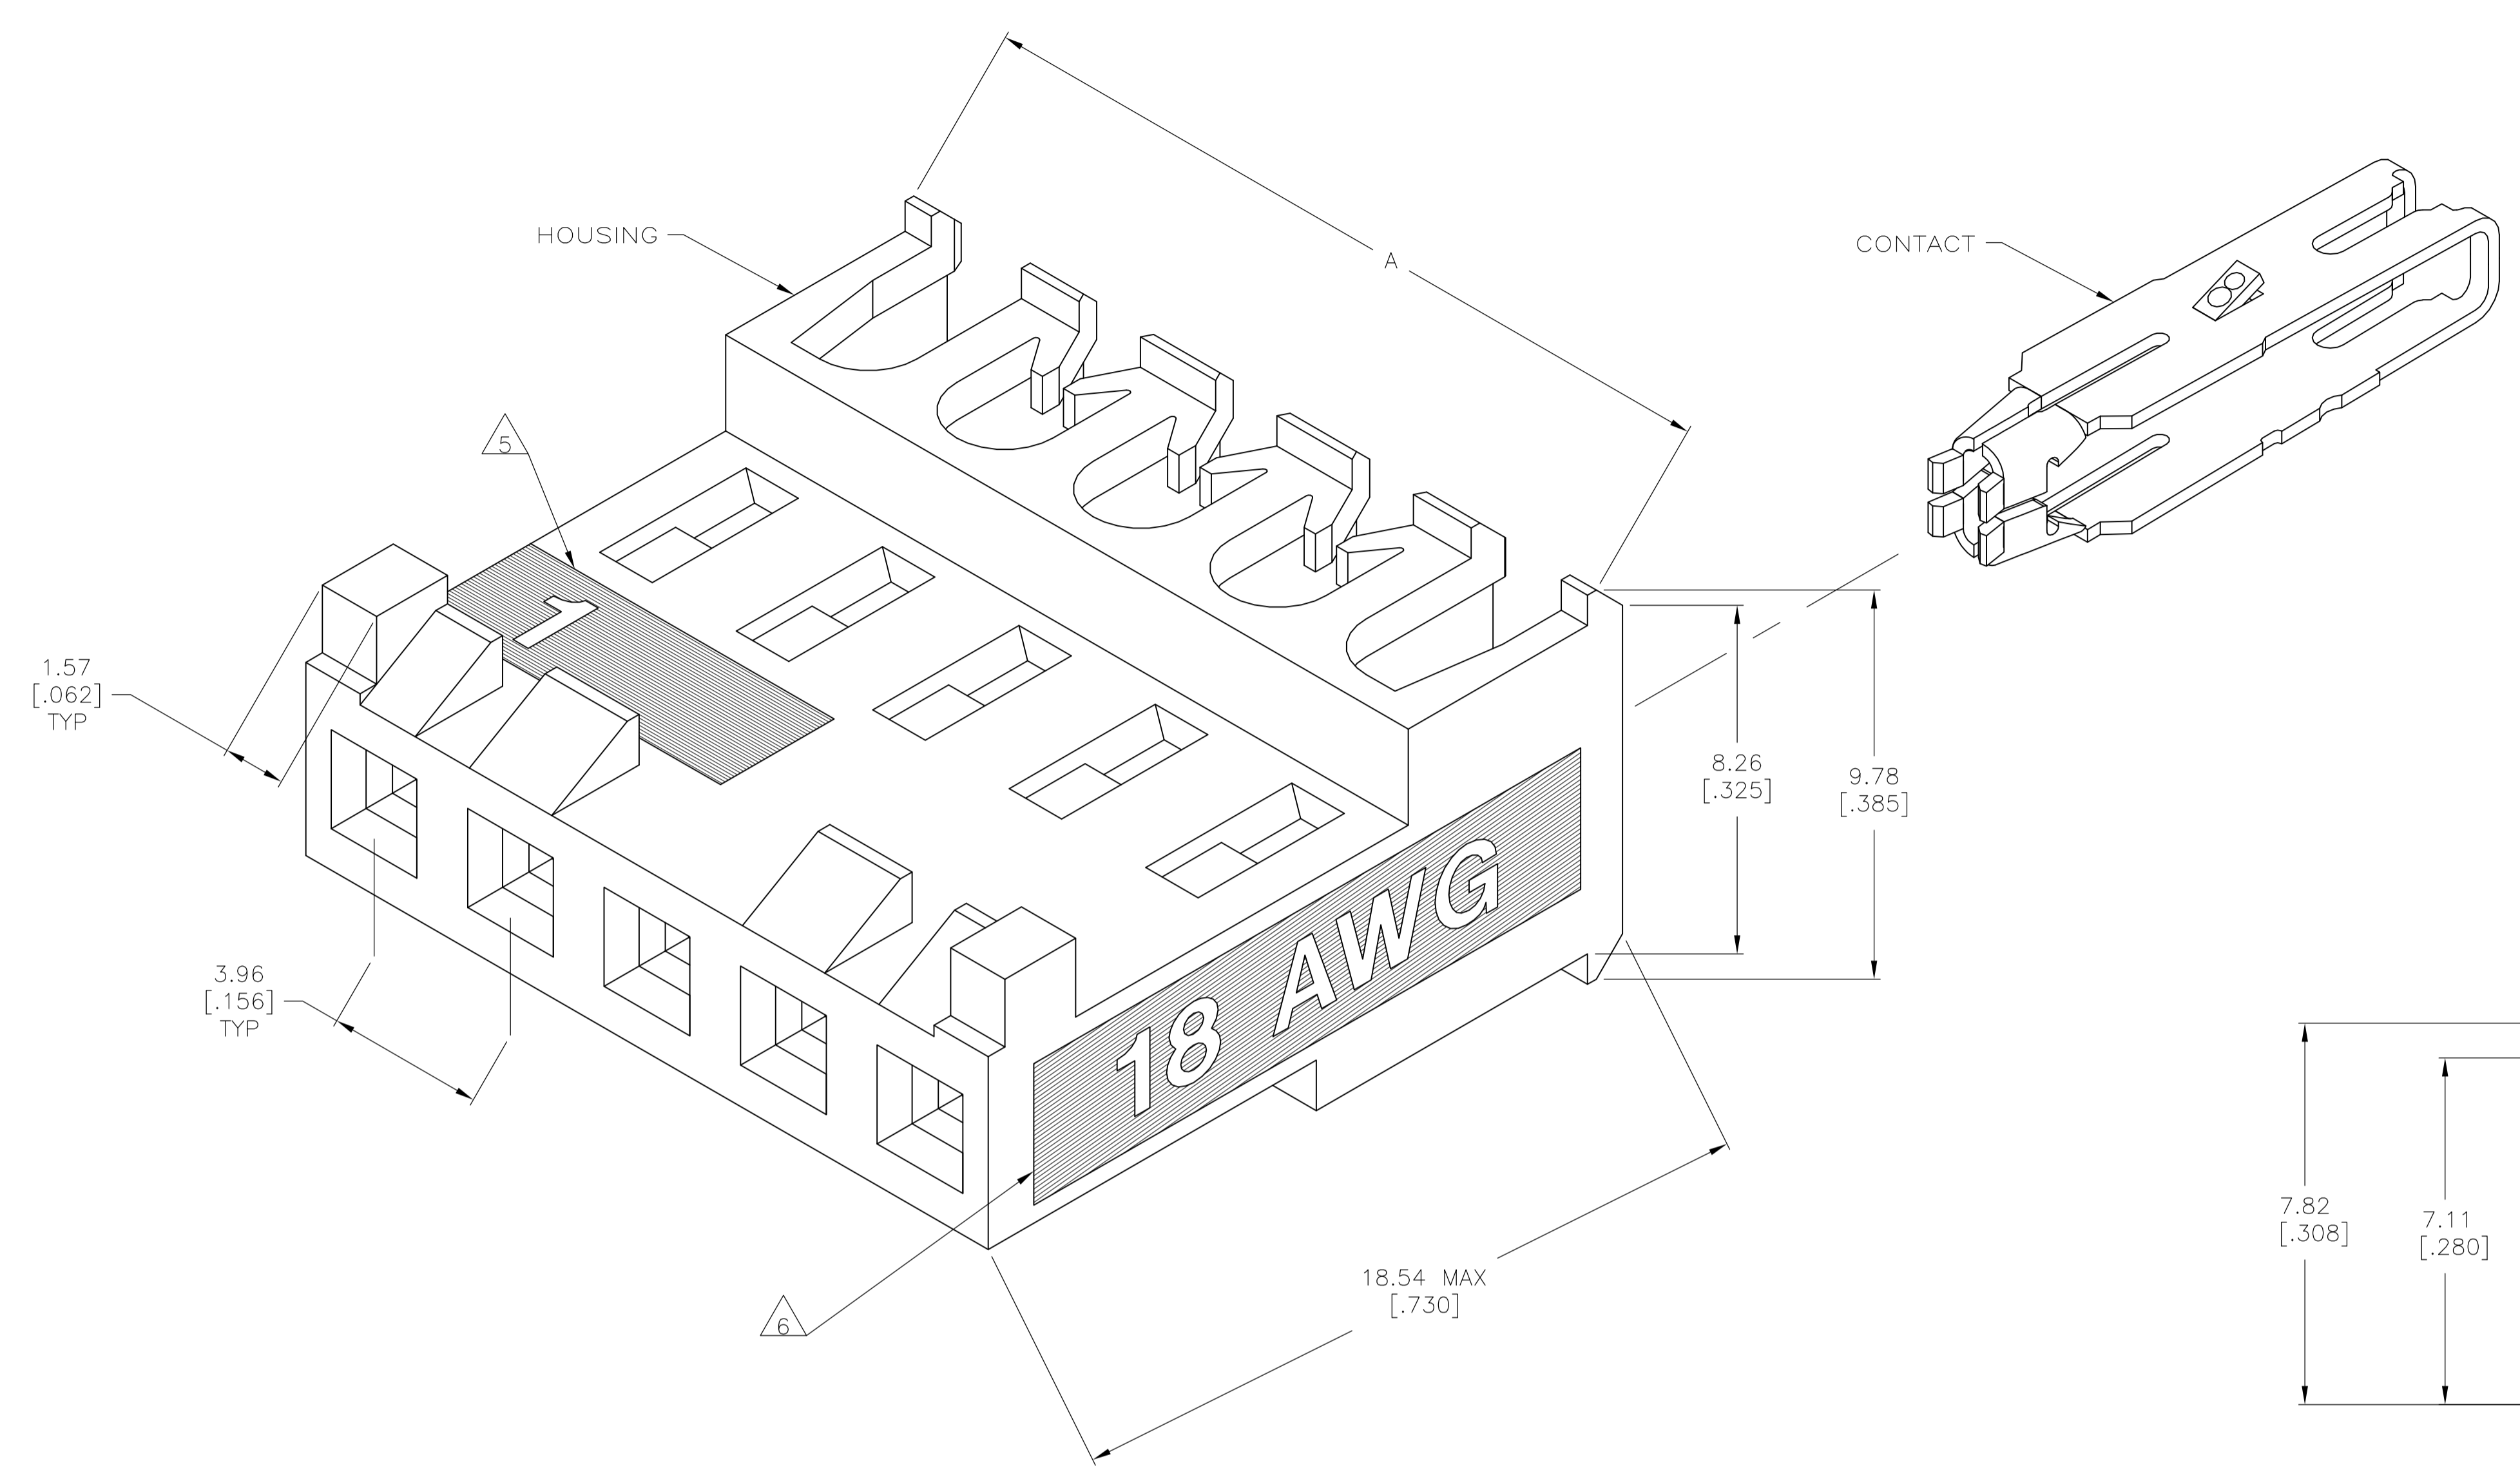 A
HOUSING
CONTACT
5
1
1.57
[.062]
TYP
8.26
[.325]
9.78
[.385]
18 AWG
3.96
[.156]
TYP
7.82
[.308]
7.11
[.280]
18.54 MAX
[.730]
6